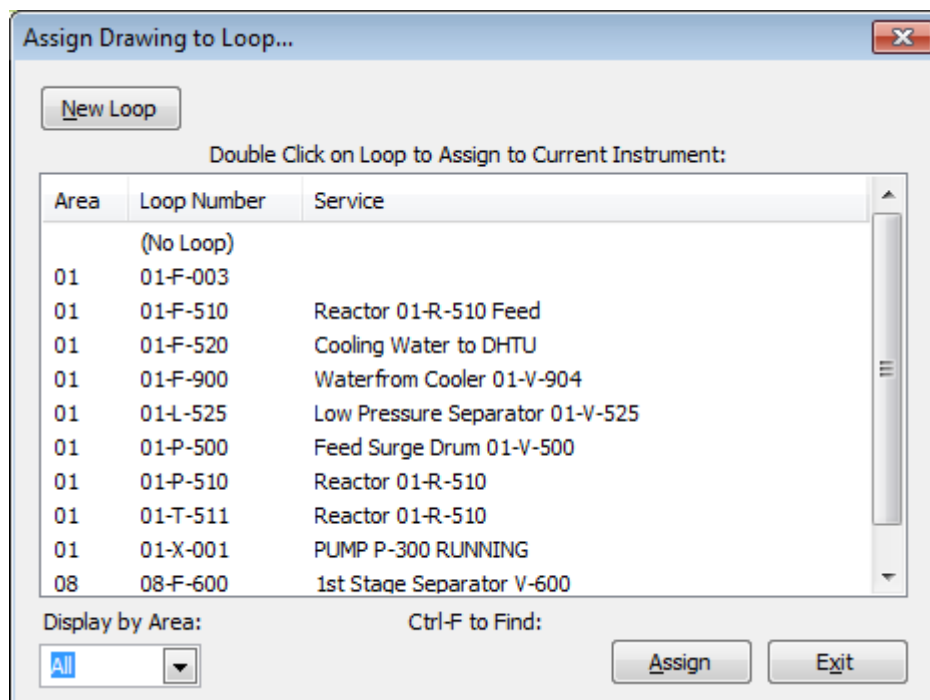 Assign Drawing to Loop...
New Loop
Double Click on Loop to Assign to Current Instrument:
Area Loop Number Service
(No Loop)
01 01-F-003
01 01-F-510 Reactor 01-R-510 Feed
01 01-F-520 Cooling Water to DHTU
01 01-F-900 Waterfrom Cooler 01-V-904
01 01-L-525 Low Pressure Separator 01-V-525
01 01-P-500 Feed Surge Drum 01-V-500
01 01-P-510 Reactor 01-R-510
01 01-T-511 Reactor 01-R-510
01 01-X-001 PUMP P-300 RUNNING
08 08-F-600 1st Stage Separator V-600
Display by Area: Ctrl-F to Find:
All Assign Exit